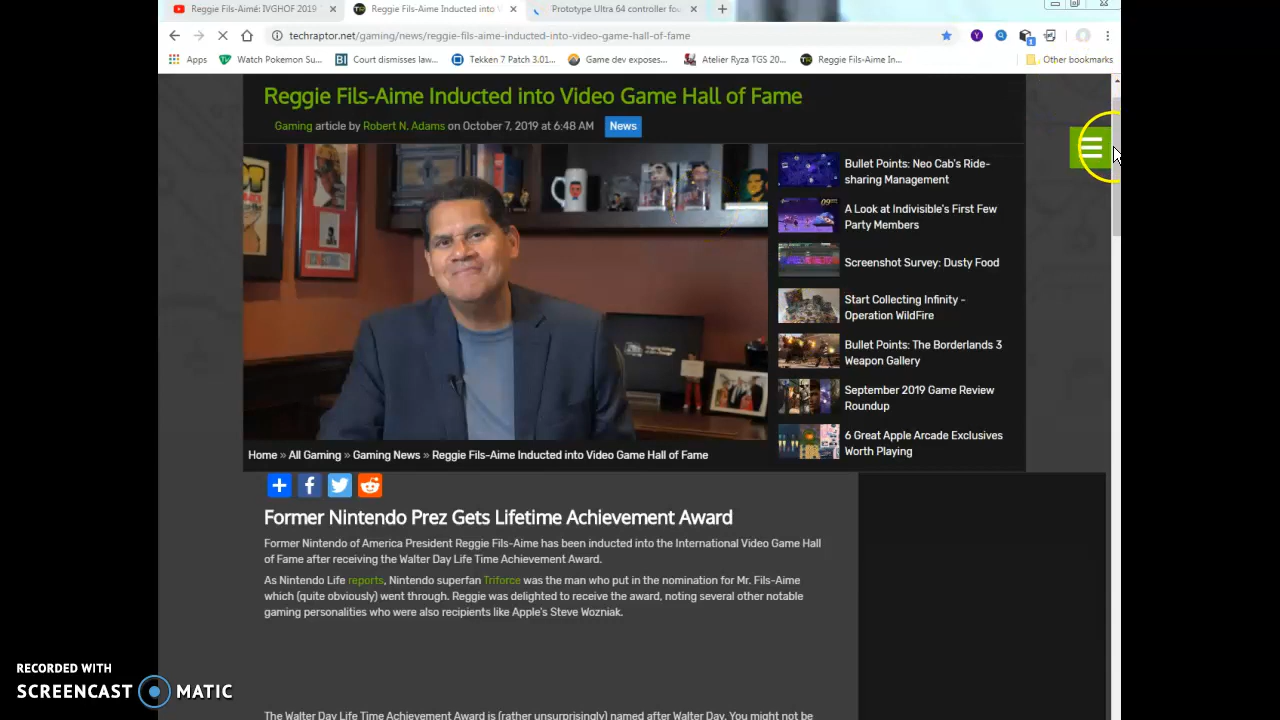 Reggie Fils-Aimé: IVGHOF 2019
Reggie Fils-Aime Inducted into V
Prototype Ultra 64 controller fou
techraptor.net/gaming/news/reggie-fils-aime-inducted-into-video-game-hall-of-fame
Apps
Watch Pokemon Su...
Court dismisses law...
Tekken 7 Patch 3.01...
Game dev exposes...
Atelier Ryza TGS 20...
Reggie Fils-Aime In...
Other bookmarks
Reggie Fils-Aime Inducted into Video Game Hall of Fame
Gaming article by Robert N. Adams on October 7, 2019 at 6:48 AM News
Bullet Points: Neo Cab's Ride-
sharing Management
A Look at Indivisible's First Few
Party Members
Screenshot Survey: Dusty Food
Start Collecting Infinity -
Operation WildFire
Bullet Points: The Borderlands 3
Weapon Gallery
September 2019 Game Review
Roundup
6 Great Apple Arcade Exclusives
Worth Playing
Home » All Gaming » Gaming News » Reggie Fils-Aime Inducted into Video Game Hall of Fame
Former Nintendo Prez Gets Lifetime Achievement Award
Former Nintendo of America President Reggie Fils-Aime has been inducted into the International Video Game Hall
of Fame after receiving the Walter Day Life Time Achievement Award.
As Nintendo Life reports, Nintendo superfan Triforce was the man who put in the nomination for Mr. Fils-Aime
which (quite obviously) went through. Reggie was delighted to receive the award, noting several other notable
gaming personalities who were also recipients like Apple's Steve Wozniak.
The Walter Day Life Time Achievement Award is (rather unsurprisingly) named after Walter Day. You might not be
RECORDED WITH
SCREENCAST MATIC